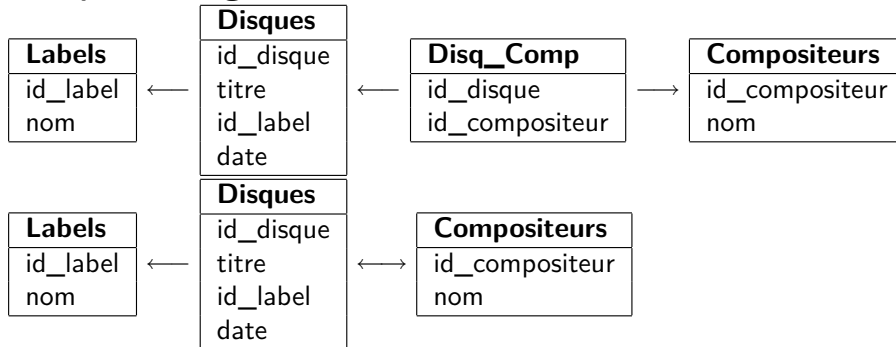 Disques
Labels
id_disque
Disq_Comp
Compositeurs
id_label
titre
id_disque
id_compositeur
nom
id_label
id_compositeur
nom
date
Disques
Labels
id_disque
Compositeurs
id_label
titre
id_compositeur
nom
id_label
nom
date